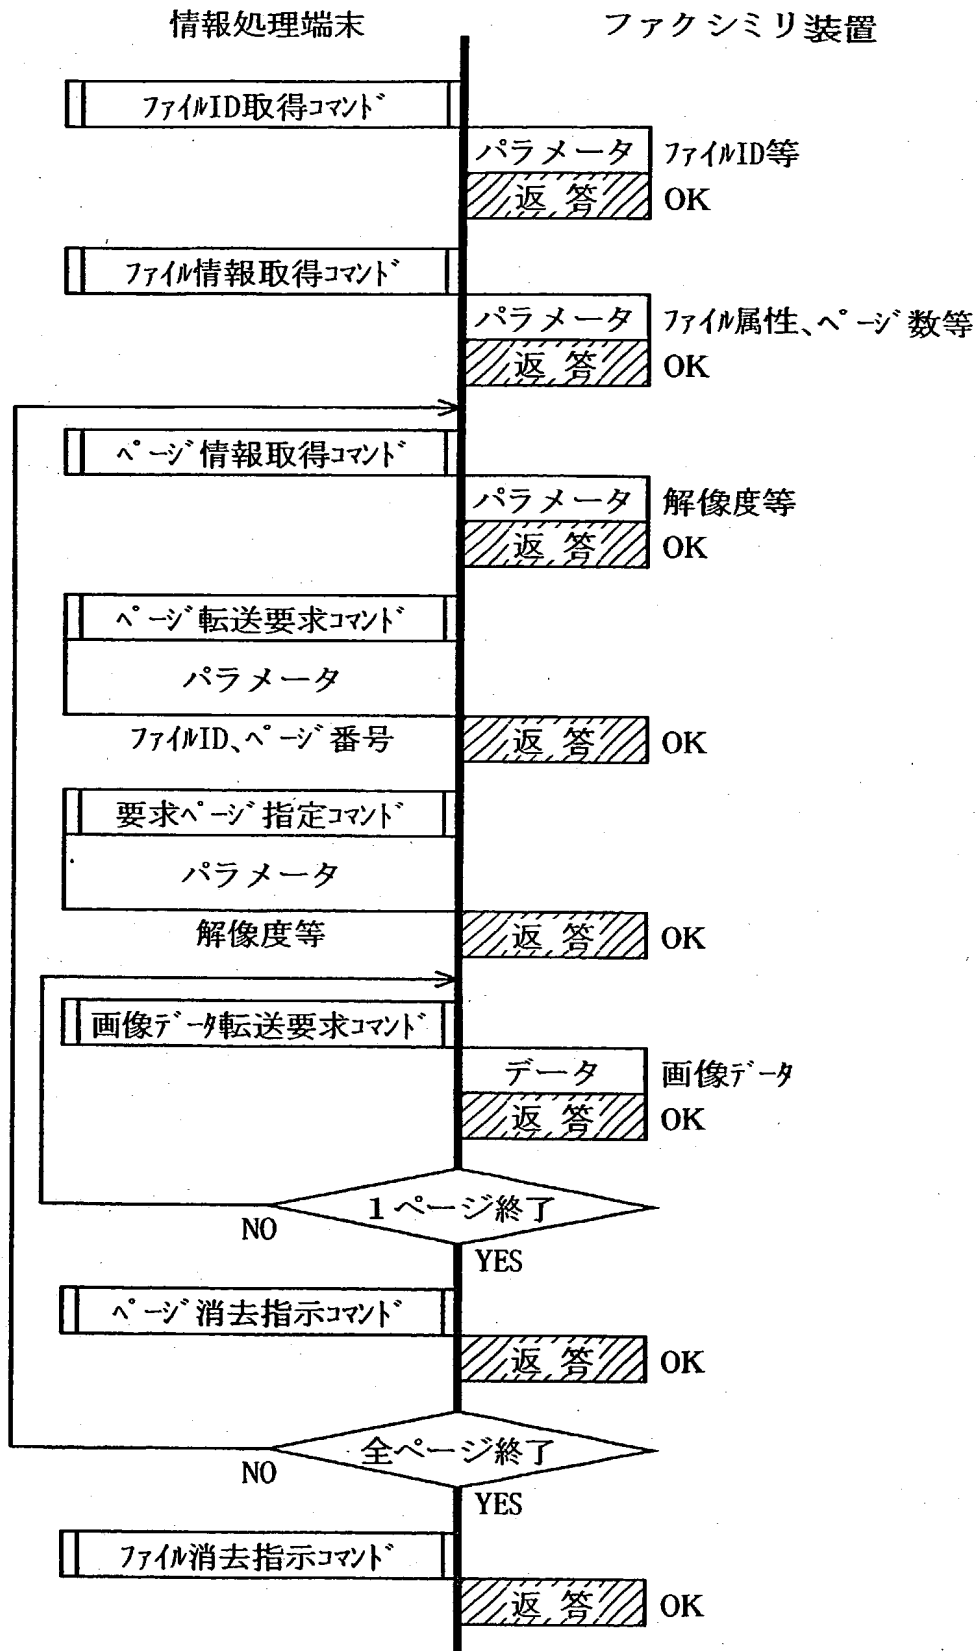 情報処理端末 ファクシミリ装置
ファイルID取得コマンド
パラメータ ファイルID等
返答 OK
ファイル情報取得コマンド
パラメータ ファイル属性、ページ数等
返答 OK
ページ情報取得コマンド
パラメータ 解像度等
返答 OK
ページ転送要求コマンド
パラメータ
ファイルID、ページ番号 返答 OK
要求ページ指定コマンド
パラメータ
解像度等 返答 OK
画像データ転送要求コマンド
データ 画像データ
返答 OK
1ページ終了
NO
YES
ページ消去指示コマンド
返答 OK
全ページ終了
NO
YES
ファイル消去指示コマンド
返答 OK